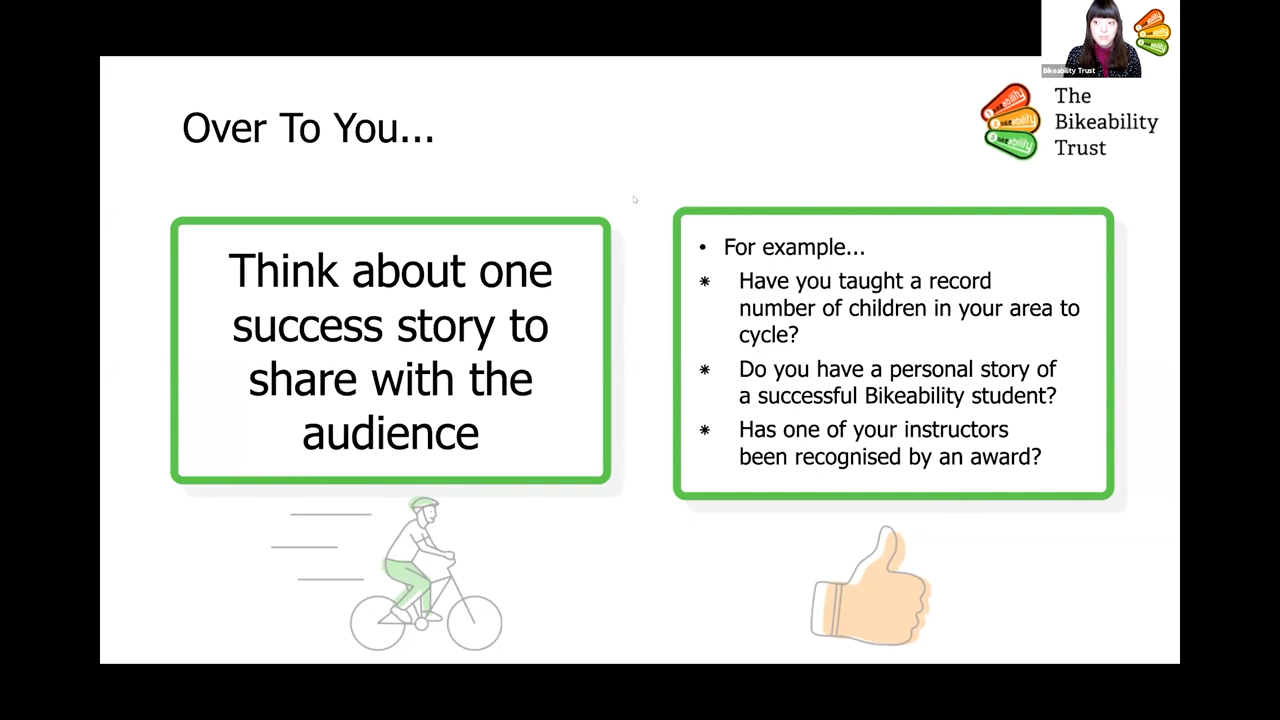 Bikeability Trust
The
Bikeability
Trust
Over To You...
Think about one
success story to
share with the
audience
• For example...
* Have you taught a record
number of children in your area to
cycle?
* Do you have a personal story of
a successful Bikeability student?
* Has one of your instructors
been recognised by an award?